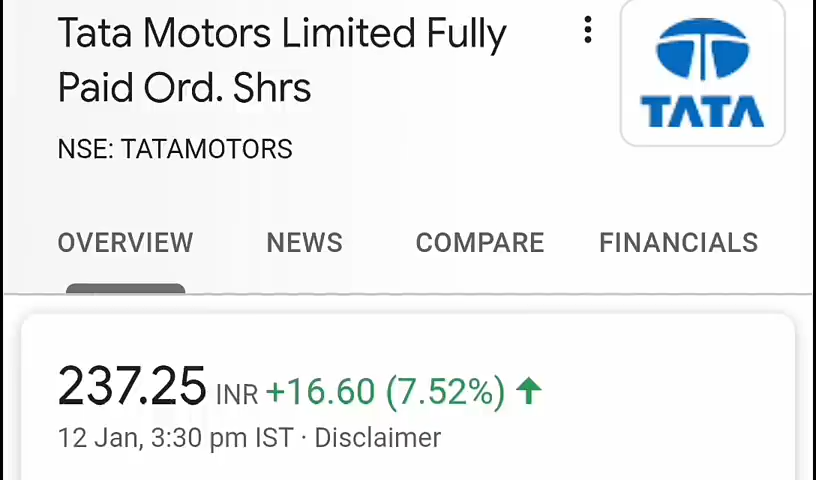 Tata Motors Limited Fully
Paid Ord. Shrs
TATA
NSE: TATAMOTORS
OVERVIEW NEWS COMPARE FINANCIALS
237.25 INR +16.60 (7.52%) ↑
12 Jan, 3:30 pm IST · Disclaimer